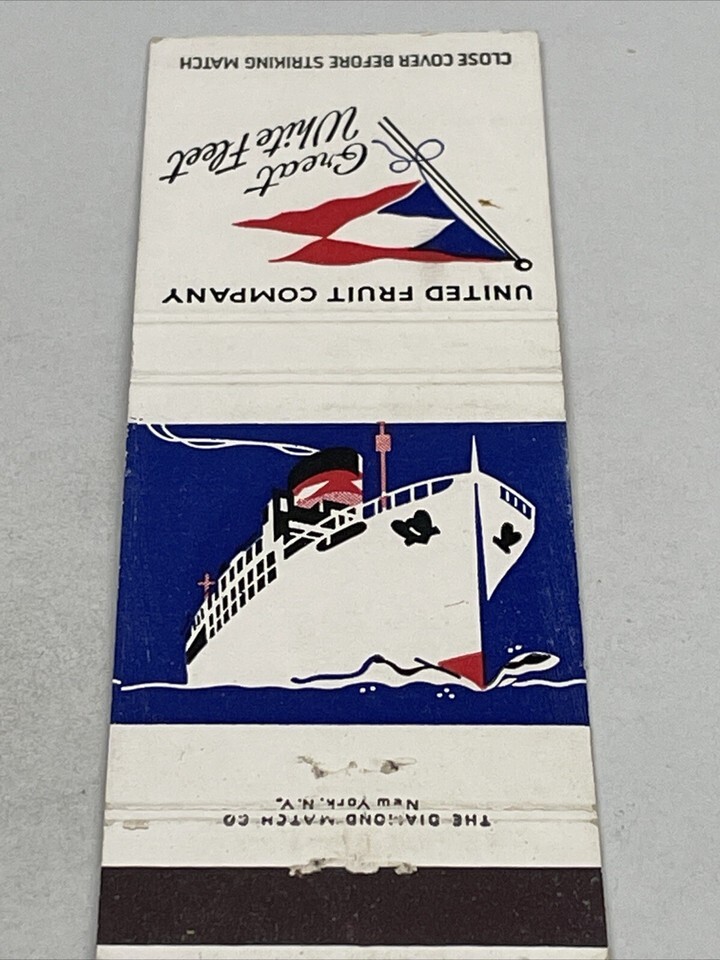 THE DIAMOND MATCH CO
NEW YORK, N.Y.
UNITED FRUIT COMPANY
Great
White Fleet
CLOSE COVER BEFORE STRIKING MATCH